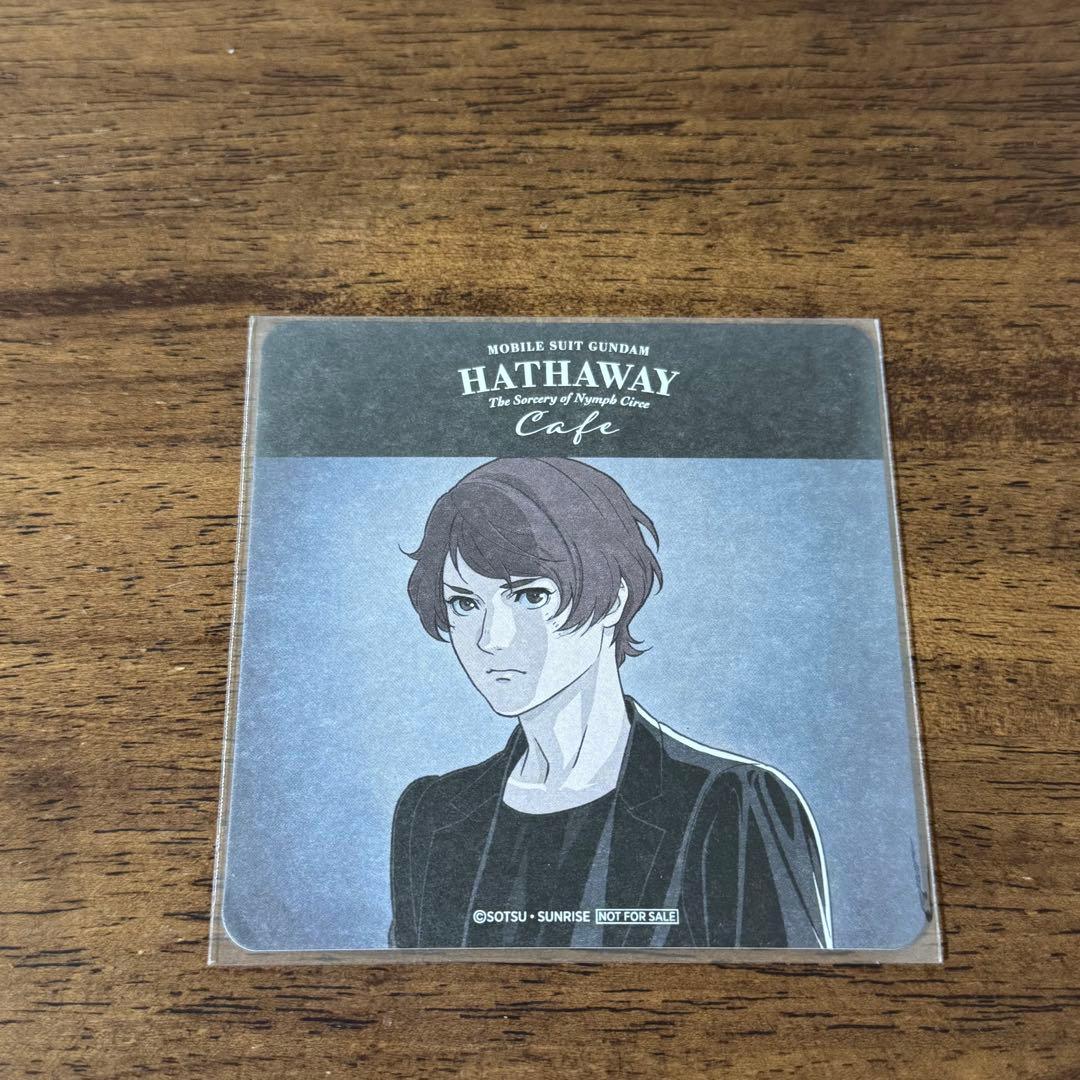 MOBILE SUIT GUNDAM
HATHAWAY
The Sorcery of Nymph Circe
Cafe
©SOTSU・SUNRISE NOT FOR SALE